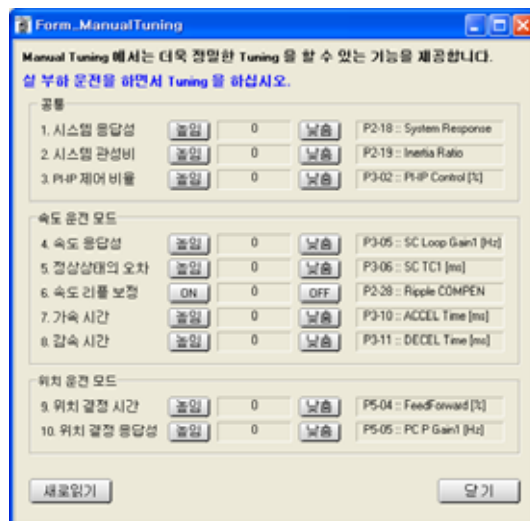 Form_ManualTuning
Manual Tuning 에서는 더욱 정밀한 Tuning 을 할 수 있는 기능을 제공합니다.
실 부하 운전을 하면서 Tuning 을 하십시오.
공통
1. 시스템 응답성 높임 0 낮춤 P2-18 :: System Response
2. 시스템 관성비 높임 0 낮춤 P2-19 :: Inertia Ratio
3. PI-IP 제어 비율 높임 0 낮춤 P3-02 :: PI-IP Control [%]
속도 운전 모드
4. 속도 응답성 높임 0 낮춤 P3-05 :: SC Loop Gain1 [Hz]
5. 정상상태의 오차 높임 0 낮춤 P3-06 :: SC TC1 [ms]
6. 속도 리플 보정 ON 0 OFF P2-28 :: Ripple COMPEN
7. 가속 시간 높임 0 낮춤 P3-10 :: ACCEL Time [ms]
8. 감속 시간 높임 0 낮춤 P3-11 :: DECEL Time [ms]
위치 운전 모드
9. 위치 결정 시간 높임 0 낮춤 P5-04 :: FeedForward [%]
10. 위치 결정 응답성 높임 0 낮춤 P5-05 :: PC P Gain1 [Hz]
새로읽기 닫기